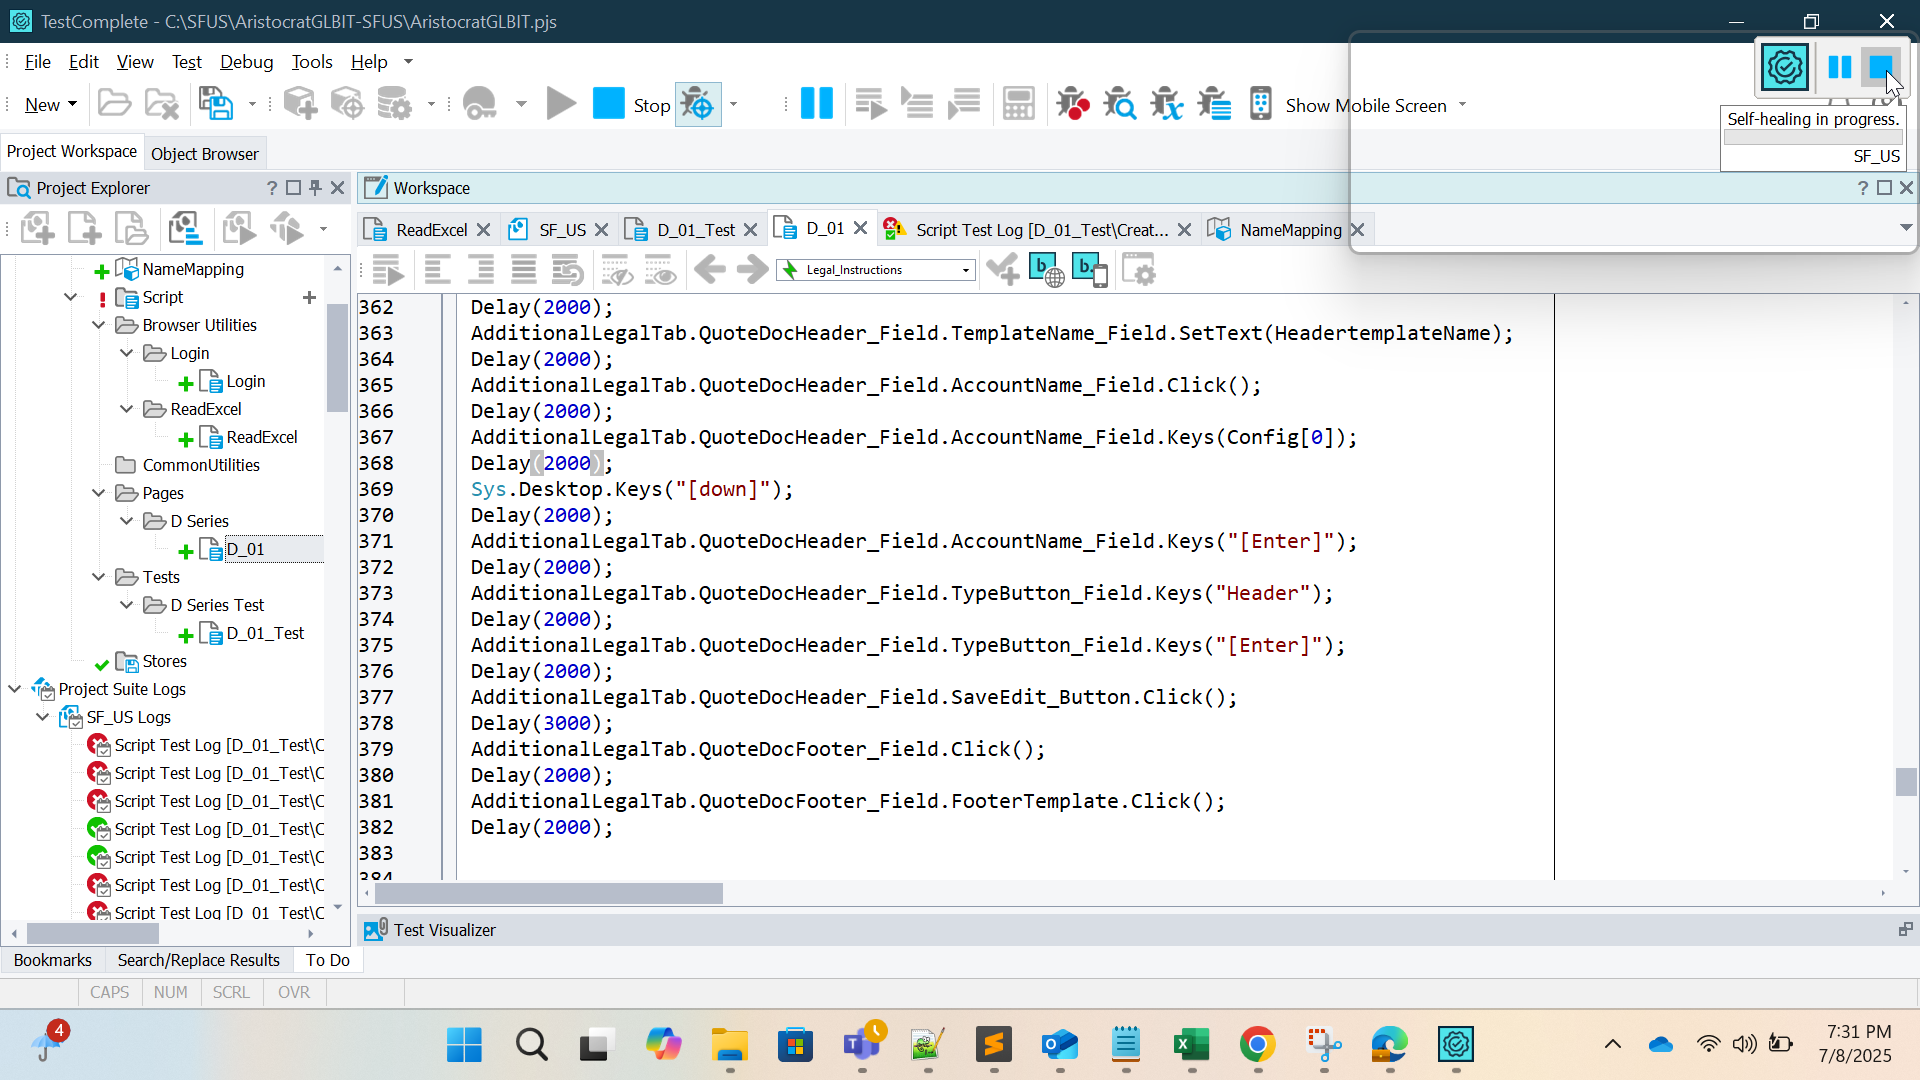 TestComplete - C:\SFUS\AristocratGLBIT-SFUS\AristocratGLBIT.pjs
File Edit View Test Debug Tools Help
New Stop Show Mobile Screen
Self-healing in progress.
SF_US
Project Workspace Object Browser
Project Explorer ?
Workspace ?
ReadExcel SF_US D_01_Test D_01 Script Test Log [D_01_Test\Creat... NameMapping
Legal_Instructions
NameMapping
Script
Browser Utilities
Login
Login
ReadExcel
ReadExcel
CommonUtilities
Pages
D Series
D_01
Tests
D Series Test
D_01_Test
Stores
Project Suite Logs
SF_US Logs
Script Test Log [D_01_Test\C
Script Test Log [D_01_Test\C
Script Test Log [D_01_Test\C
Script Test Log [D_01_Test\C
Script Test Log [D_01_Test\C
Script Test Log [D_01_Test\C
Script Test Log [D_01_Test\C
362 Delay(2000);
363 AdditionalLegalTab.QuoteDocHeader_Field.TemplateName_Field.SetText(HeadertemplateName);
364 Delay(2000);
365 AdditionalLegalTab.QuoteDocHeader_Field.AccountName_Field.Click();
366 Delay(2000);
367 AdditionalLegalTab.QuoteDocHeader_Field.AccountName_Field.Keys(Config[0]);
368 Delay(2000);
369 Sys.Desktop.Keys("[down]");
370 Delay(2000);
371 AdditionalLegalTab.QuoteDocHeader_Field.AccountName_Field.Keys("[Enter]");
372 Delay(2000);
373 AdditionalLegalTab.QuoteDocHeader_Field.TypeButton_Field.Keys("Header");
374 Delay(2000);
375 AdditionalLegalTab.QuoteDocHeader_Field.TypeButton_Field.Keys("[Enter]");
376 Delay(2000);
377 AdditionalLegalTab.QuoteDocHeader_Field.SaveEdit_Button.Click();
378 Delay(3000);
379 AdditionalLegalTab.QuoteDocFooter_Field.Click();
380 Delay(2000);
381 AdditionalLegalTab.QuoteDocFooter_Field.FooterTemplate.Click();
382 Delay(2000);
383
384
Test Visualizer
Bookmarks Search/Replace Results To Do
CAPS NUM SCRL OVR
4
7:31 PM
7/8/2025